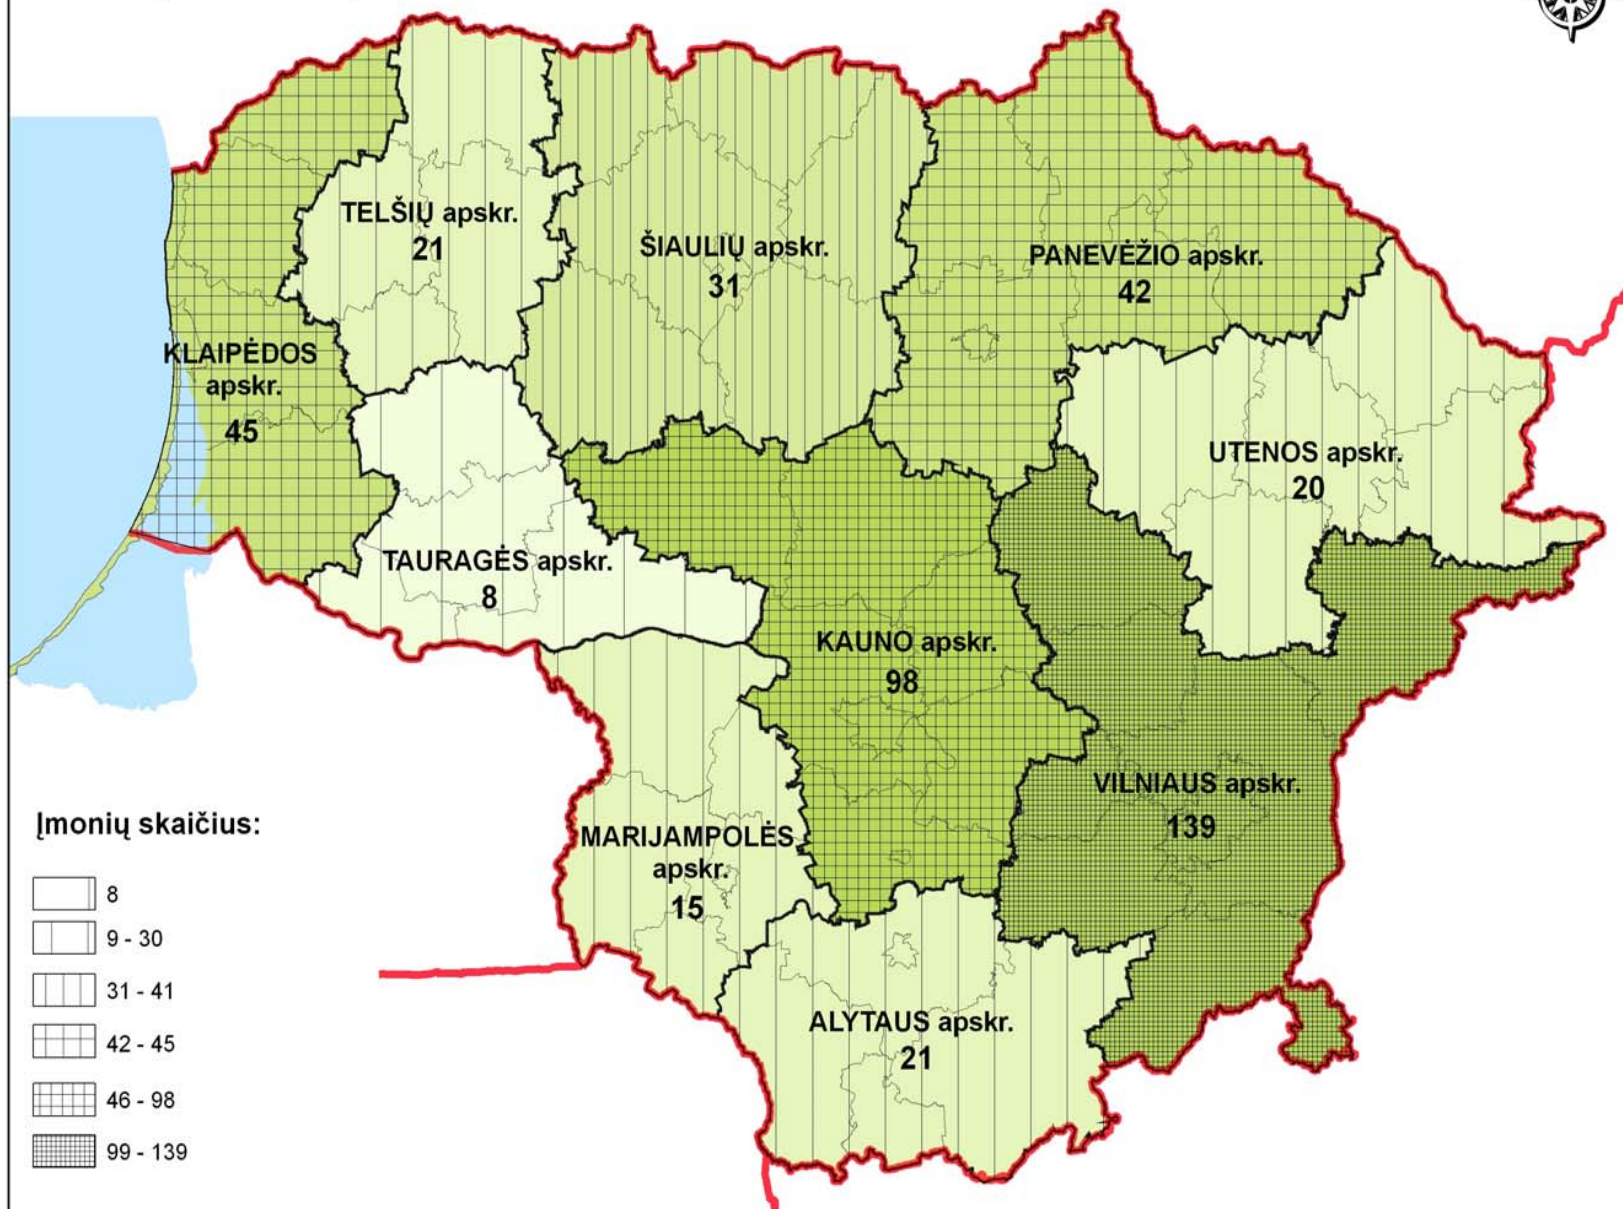 TELŠIŲ apskr.
21
ŠIAULIŲ apskr.
31
PANEVĖŽIO apskr.
42
KLAIPĖDOS
apskr.
45
UTENOS apskr.
20
TAURAGĖS apskr.
8
KAUNO apskr.
98
VILNIAUS apskr.
139
MARIJAMPOLĖS
apskr.
15
ALYTAUS apskr.
21
Įmonių skaičius:
8
9 - 30
31 - 41
42 - 45
46 - 98
99 - 139